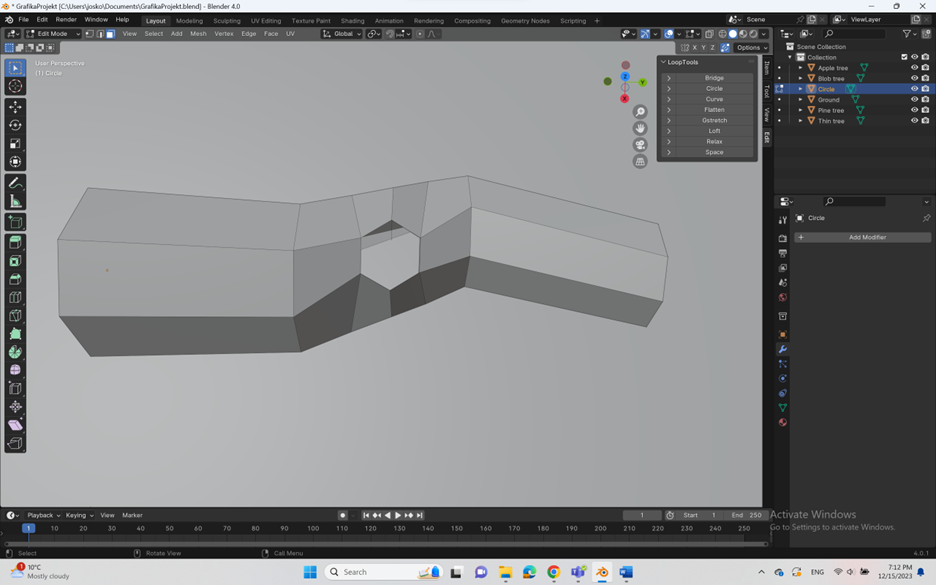 * GrafikaProjekt [C:\Users\josko\Documents\GrafikaProjekt.blend] - Blender 4.0
File Edit Render Window Help Layout Modeling Sculpting UV Editing Texture Paint Shading Animation Rendering Compositing Geometry Nodes Scripting + Scene ViewLayer
Edit Mode View Select Add Mesh Vertex Edge Face UV Global
X Y Z Options
User Perspective
(1) Circle
LoopTools
Bridge
Circle
Curve
Flatten
Gstretch
Loft
Relax
Space
Item
Tool
View
Edit
Z
Y
X
Scene Collection
Collection
Apple tree
Blob tree
Circle
Ground
Pine tree
Thin tree
Circle
+ Add Modifier
Playback Keying View Marker 1 Start 1 End 250
1 10 20 30 40 50 60 70 80 90 100 110 120 130 140 150 160 170 180 190 200 210 220 230 240 250
Activate Windows
Go to Settings to activate Windows.
Select Rotate View Call Menu 4.0.1
1
10°C
Mostly cloudy
Search
ENG
7:12 PM
12/15/2023